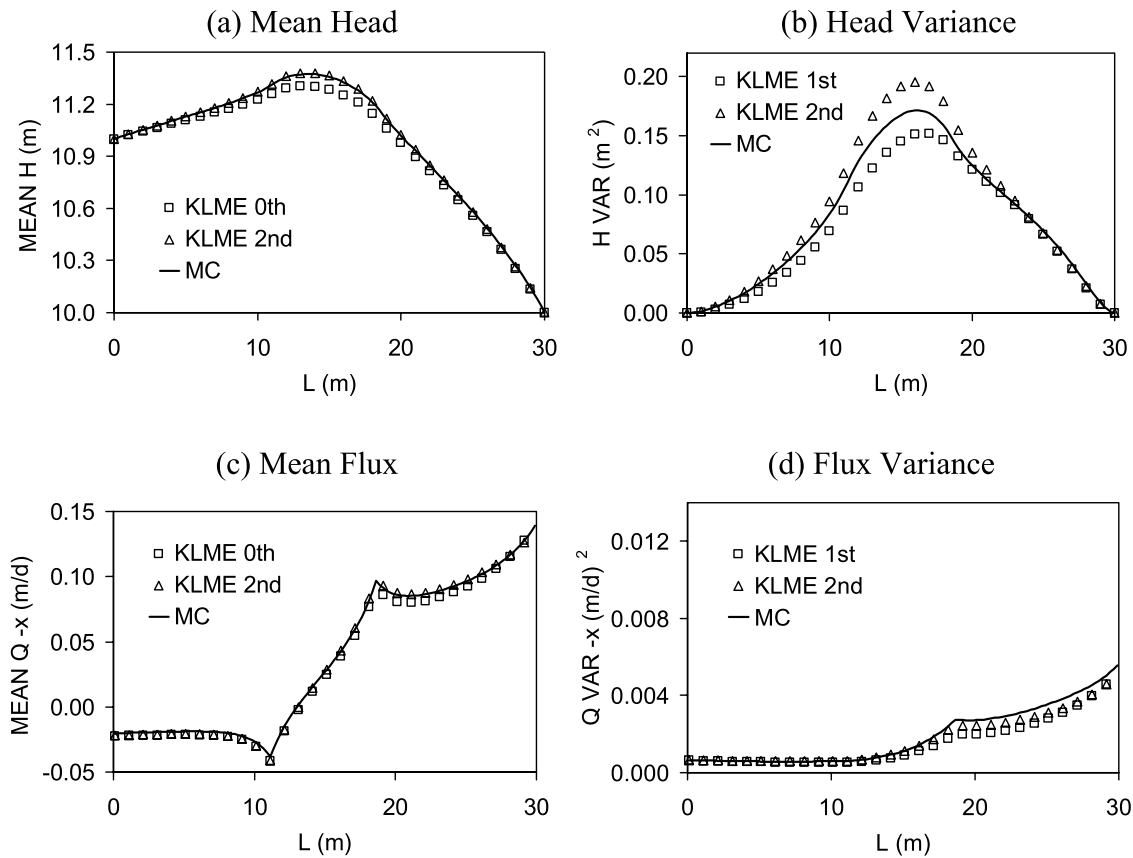 (a) Mean Head
MEAN H (m)
11.5
11.2
10.9
10.6
10.3
10.0
KLME 0th
KLME 2nd
MC
0 10 20 30
L (m)
(b) Head Variance
H VAR (m 2)
0.20
0.15
0.10
0.05
0.00
KLME 1st
KLME 2nd
MC
0 10 20 30
L (m)
(c) Mean Flux
MEAN Q -x (m/d)
0.15
0.10
0.05
0.00
-0.05
KLME 0th
KLME 2nd
MC
0 10 20 30
L (m)
(d) Flux Variance
Q VAR -x (m/d) 2
0.012
0.008
0.004
0.000
KLME 1st
KLME 2nd
MC
0 10 20 30
L (m)